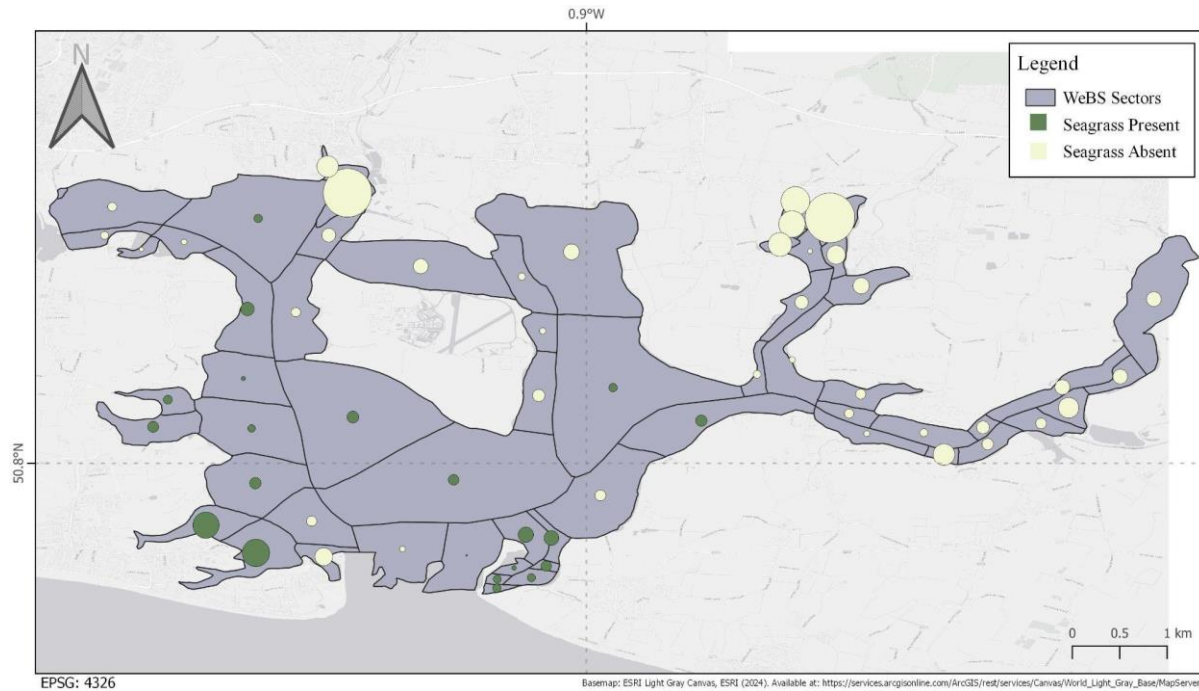 0.9°W
N
Legend
WeBS Sectors
Seagrass Present
Seagrass Absent
50.8°N
0 0.5 1 km
EPSG: 4326
Basemap: ESRI Light Gray Canvas, ESRI (2024). Available at: https://services.arcgisonline.com/ArcGIS/rest/services/Canvas/World_Light_Gray_Base/MapServer